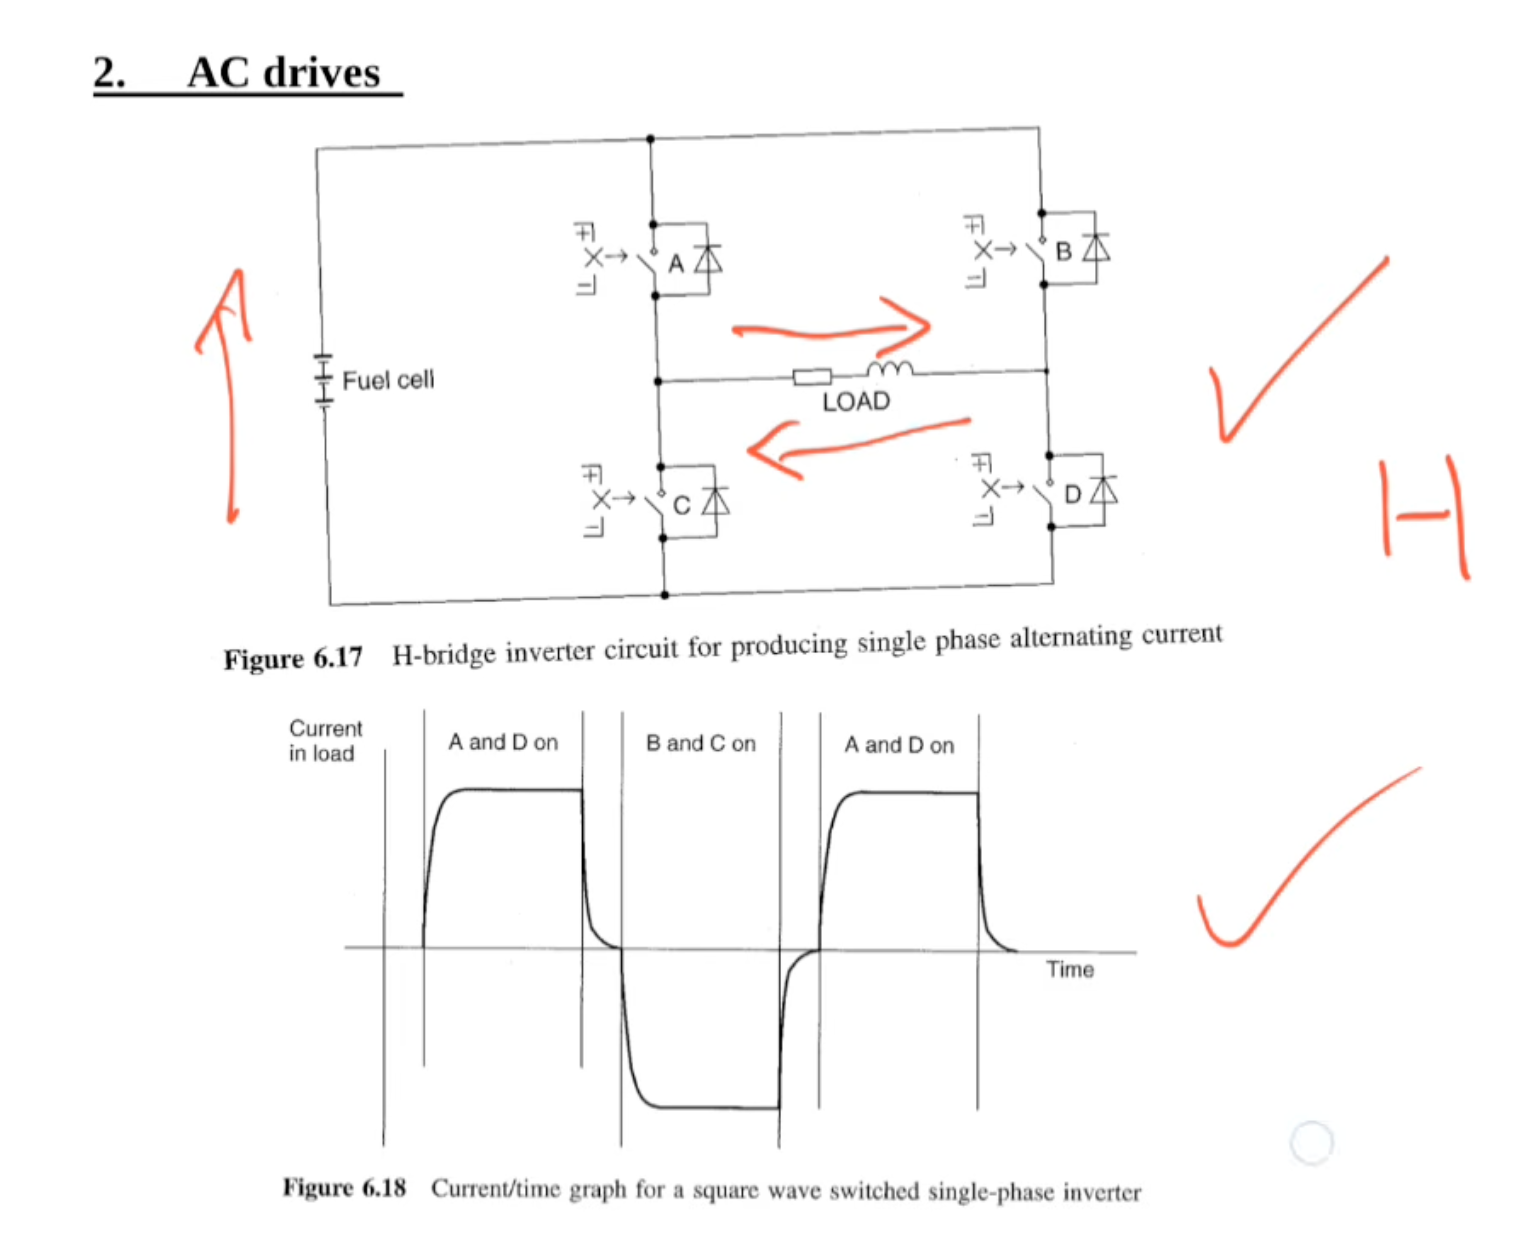 2. AC drives
A
B
Fuel cell
LOAD
C
D
H
Figure 6.17 H-bridge inverter circuit for producing single phase alternating current
Current
in load
A and D on
B and C on
A and D on
Time
Figure 6.18 Current/time graph for a square wave switched single-phase inverter